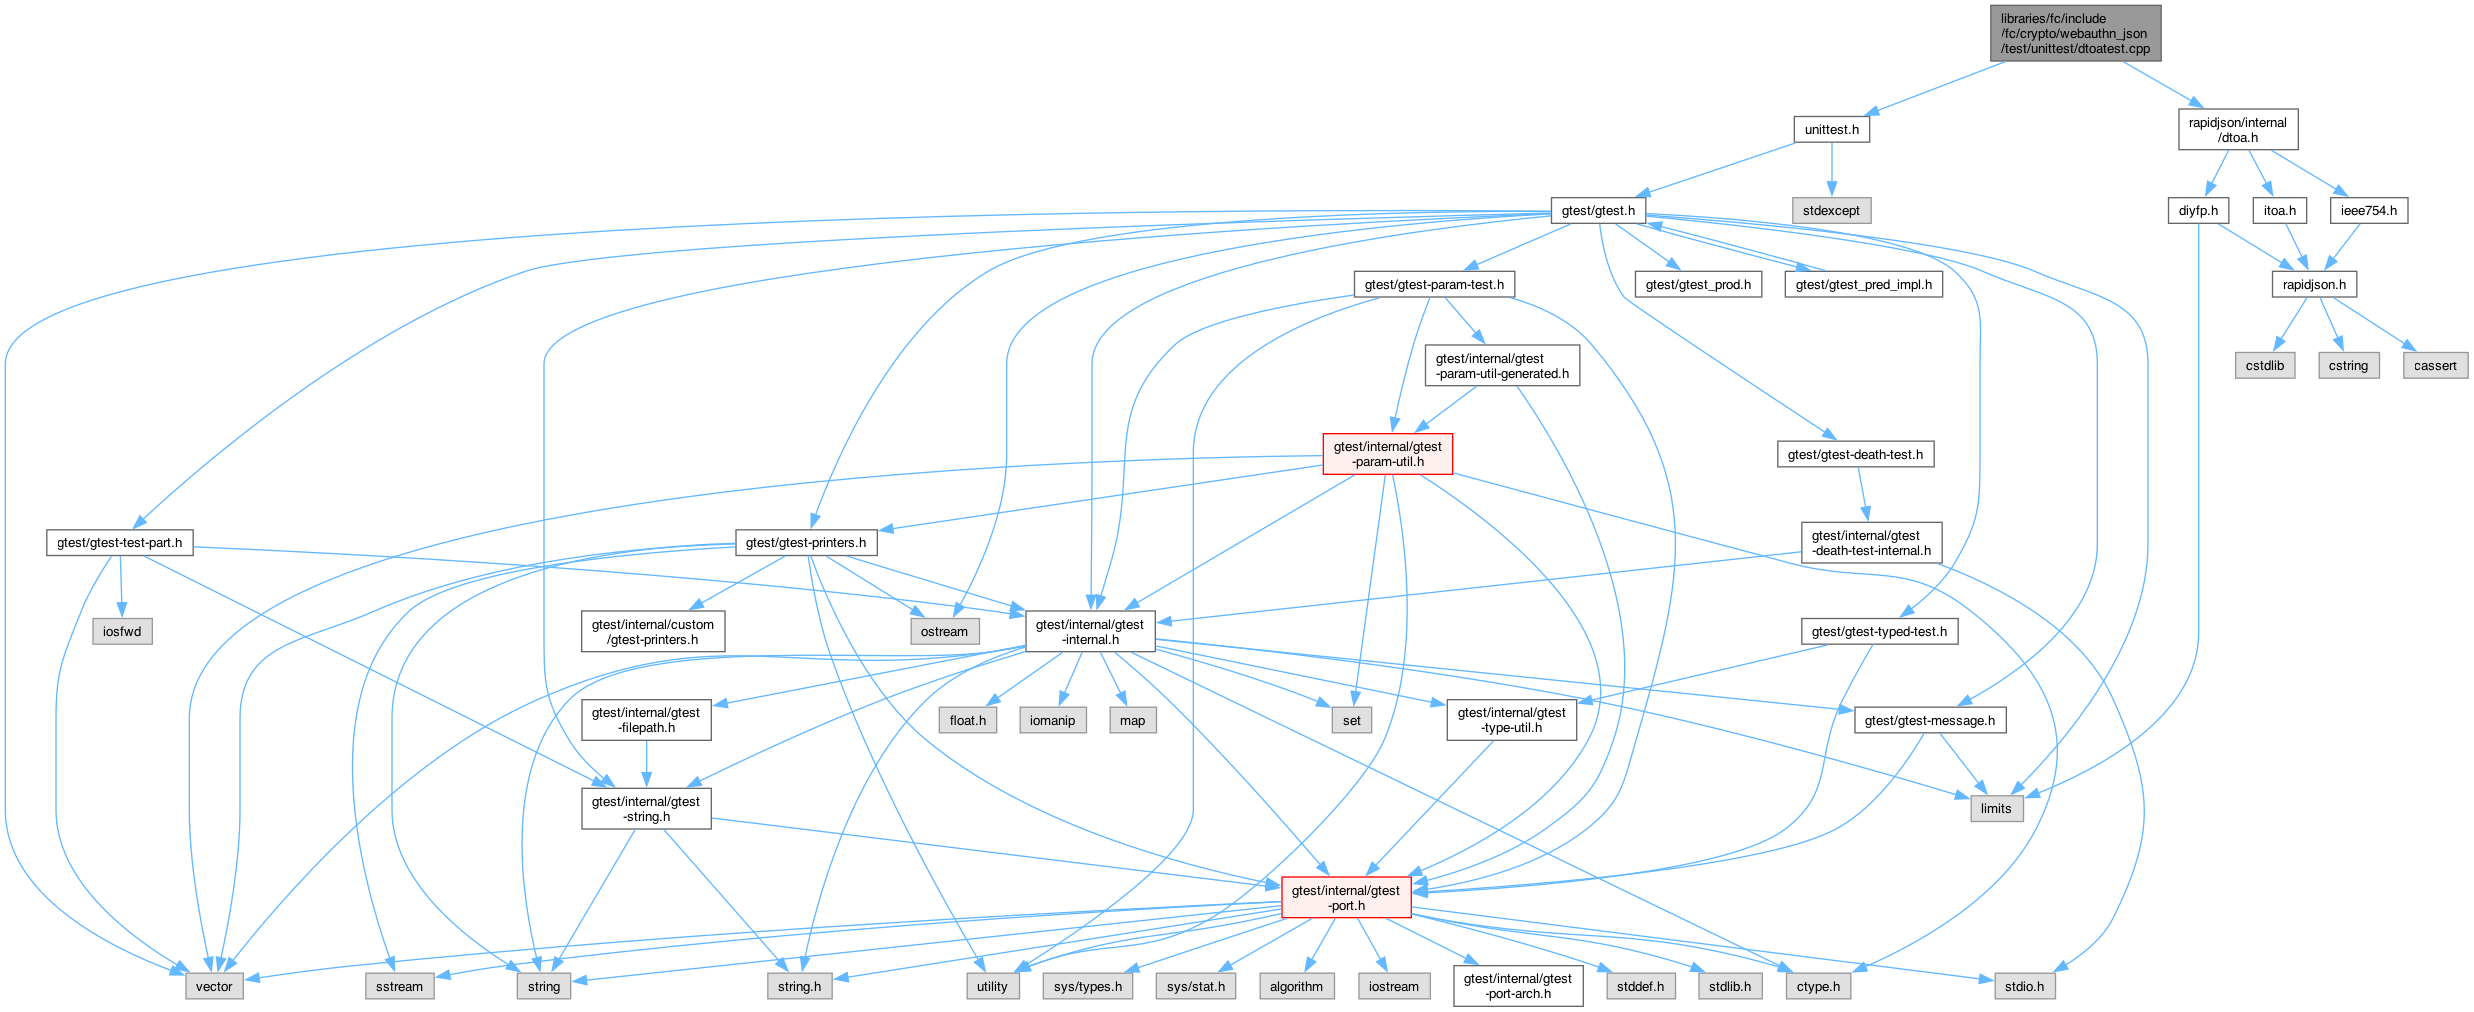 libraries/fc/include
/fc/crypto/webauthn_json
/test/unittest/dtoatest.cpp
unittest.h
rapidjson/internal
/dtoa.h
gtest/gtest.h
stdexcept
diyfp.h
itoa.h
ieee754.h
gtest/gtest-param-test.h
gtest/gtest_prod.h
gtest/gtest_pred_impl.h
rapidjson.h
gtest/internal/gtest
-param-util-generated.h
cstdlib
cstring
cassert
gtest/internal/gtest
-param-util.h
gtest/gtest-death-test.h
gtest/gtest-test-part.h
gtest/gtest-printers.h
gtest/internal/gtest
-death-test-internal.h
iosfwd
gtest/internal/custom
/gtest-printers.h
ostream
gtest/internal/gtest
-internal.h
gtest/gtest-typed-test.h
gtest/internal/gtest
-filepath.h
float.h
iomanip
map
set
gtest/internal/gtest
-type-util.h
gtest/gtest-message.h
gtest/internal/gtest
-string.h
limits
gtest/internal/gtest
-port.h
vector
sstream
string
string.h
utility
sys/types.h
sys/stat.h
algorithm
iostream
gtest/internal/gtest
-port-arch.h
stddef.h
stdlib.h
ctype.h
stdio.h